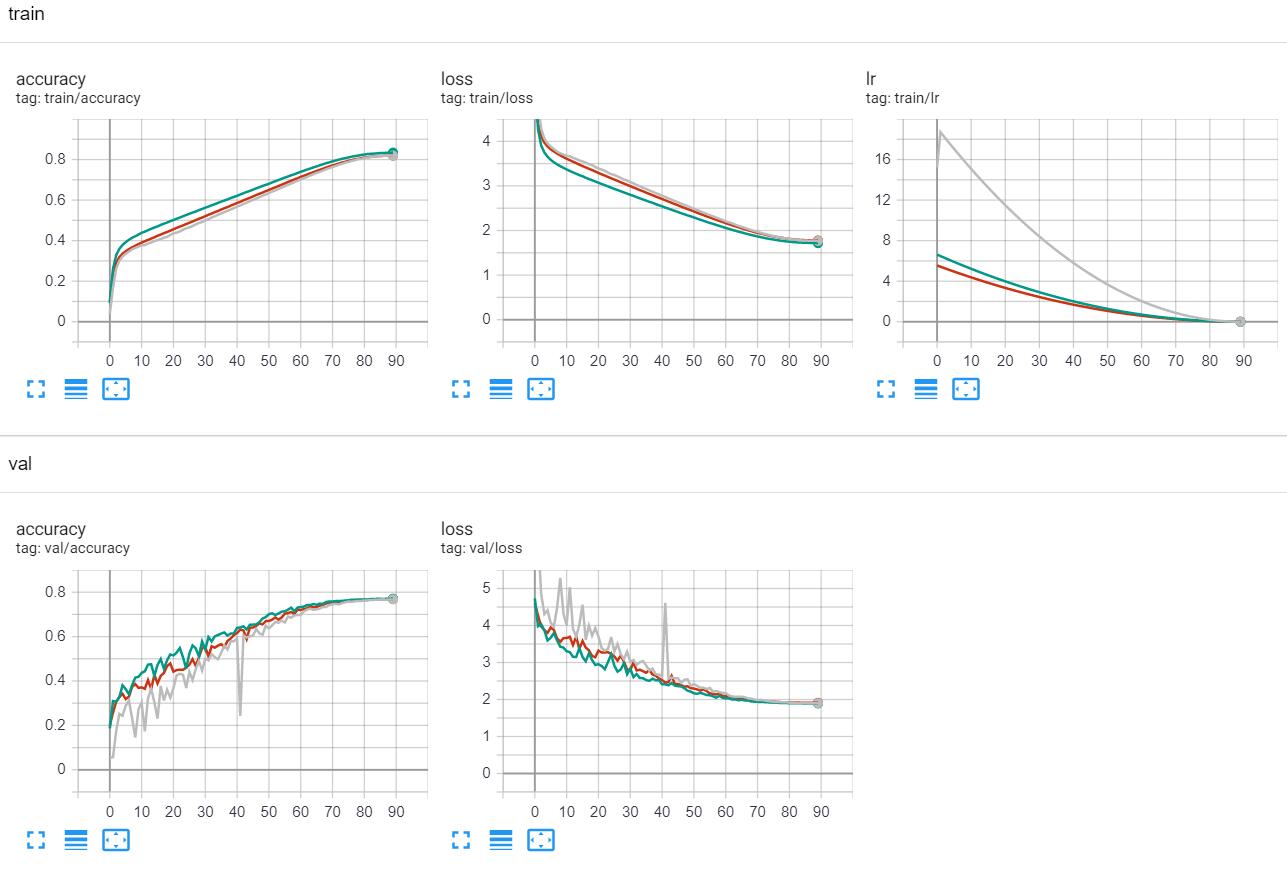 train
accuracy
tag: train/accuracy
0.8
0.6
0.4
0.2
0
0 10 20 30 40 50 60 70 80 90
loss
tag: train/loss
4
3
2
1
0
0 10 20 30 40 50 60 70 80 90
lr
tag: train/lr
16
12
8
4
0
0 10 20 30 40 50 60 70 80 90
val
accuracy
tag: val/accuracy
0.8
0.6
0.4
0.2
0
0 10 20 30 40 50 60 70 80 90
loss
tag: val/loss
5
4
3
2
1
0
0 10 20 30 40 50 60 70 80 90